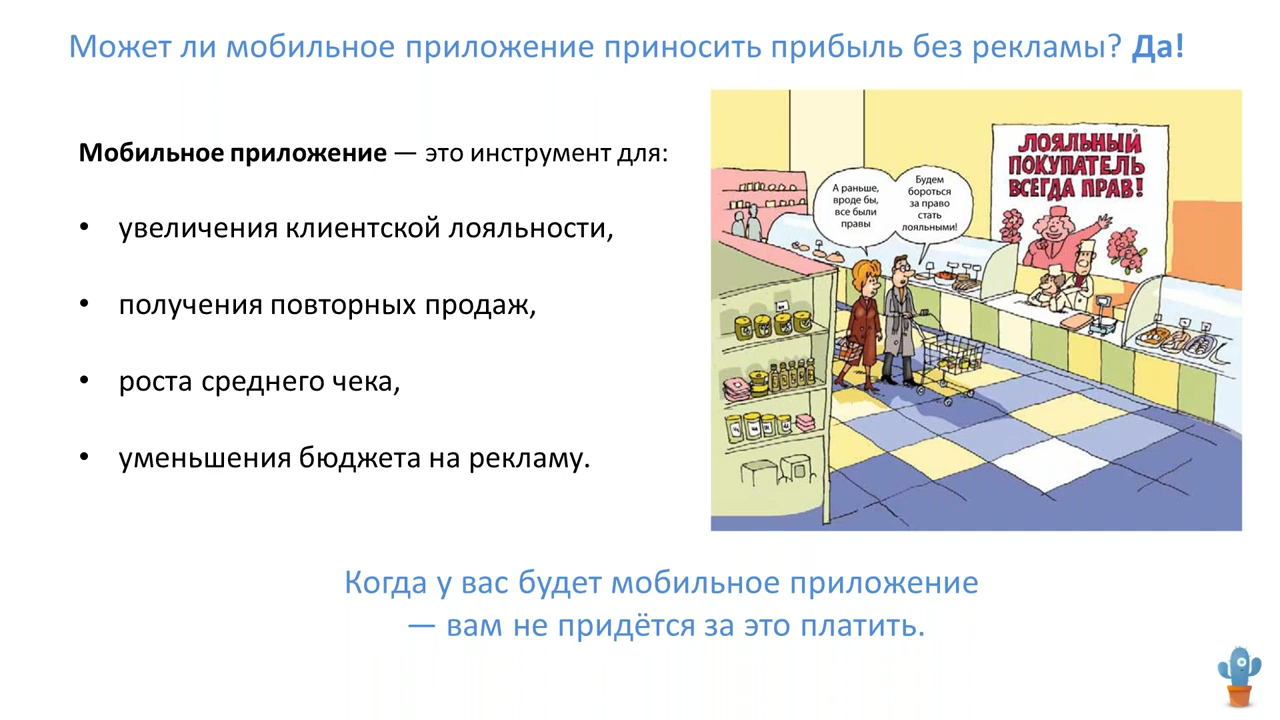 Может ли мобильное приложение приносить прибыль без рекламы? Да!
Мобильное приложение — это инструмент для:
• увеличения клиентской лояльности,
• получения повторных продаж,
• роста среднего чека,
• уменьшения бюджета на рекламу.
ЛОЯЛЬНЫЙ
ПОКУПАТЕЛЬ
ВСЕГДА ПРАВ!
А раньше,
вроде бы,
все были
правы
Будем
бороться
за право
стать
лояльными!
Когда у вас будет мобильное приложение
— вам не придётся за это платить.